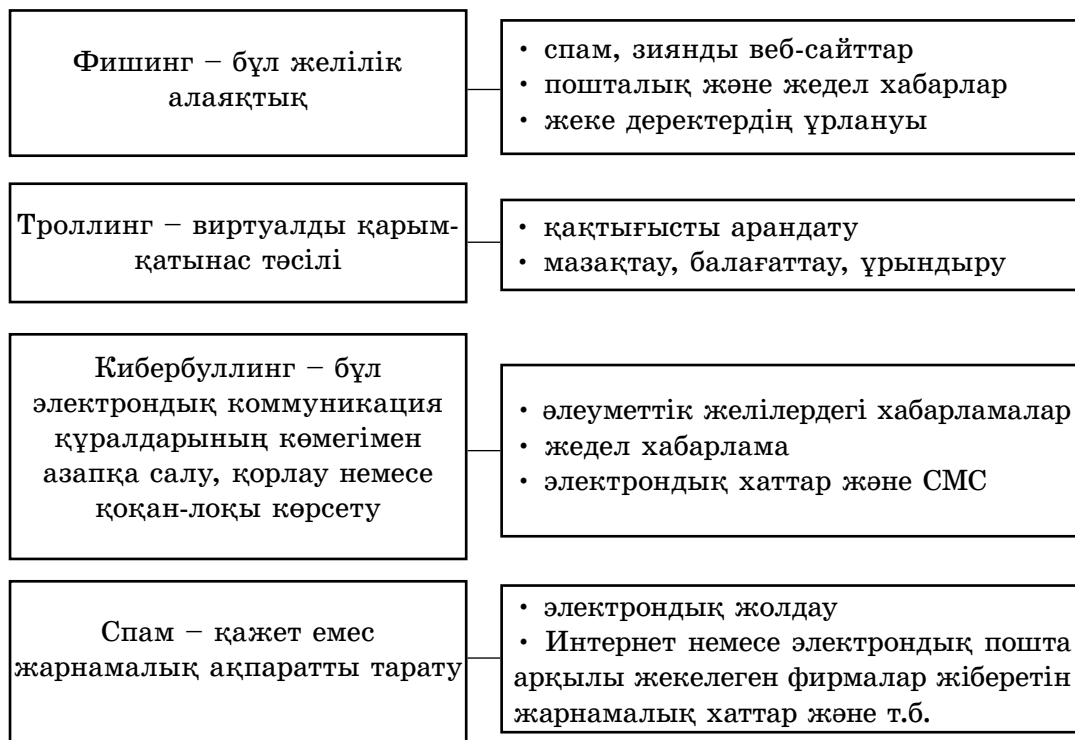 Фишинг – бұл желілік
алаяқтық
• спам, зиянды веб-сайттар
• пошталық және жедел хабарлар
• жеке деректердің ұрлануы
Троллинг – виртуалды қарым-
қатынас тәсілі
• қақтығысты арандату
• мазақтау, балағаттау, ұрындыру
Кибербуллинг – бұл
электрондық коммуникация
құралдарының көмегімен
азапқа салу, қорлау немесе
қоқан-лоқы көрсету
• әлеуметтік желілердегі хабарламалар
• жедел хабарлама
• электрондық хаттар және СМС
Спам – қажет емес
жарнамалық ақпаратты тарату
• электрондық жолдау
• Интернет немесе электрондық пошта
арқылы жекелеген фирмалар жіберетін
жарнамалық хаттар және т.б.